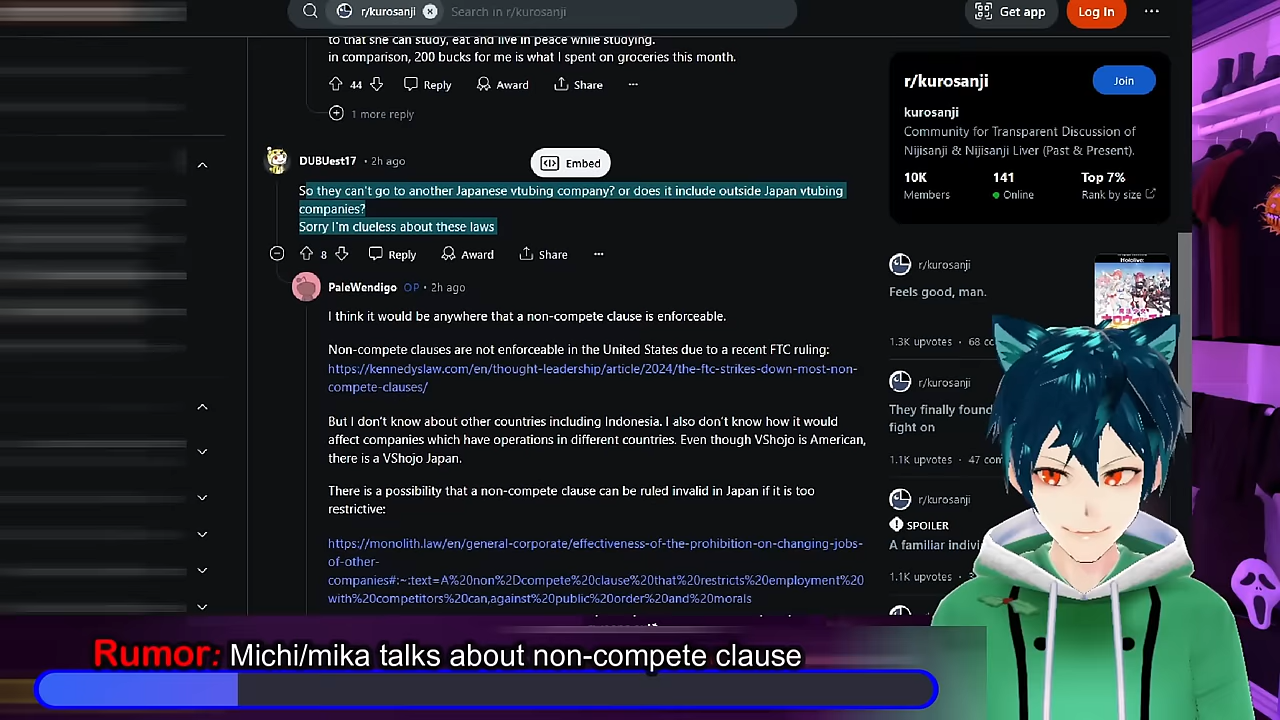 r/kurosanji
Search in r/kurosanji
Get app
Log In
to that she can study, eat and live in peace while studying.
in comparison, 200 bucks for me is what I spent on groceries this month.
44
Reply
Award
Share
1 more reply
DUBUest17 • 2h ago
Embed
So they can't go to another Japanese vtubing company? or does it include outside Japan vtubing
companies?
Sorry I'm clueless about these laws
8
Reply
Award
Share
PaleWendigo OP • 2h ago
I think it would be anywhere that a non-compete clause is enforceable.
Non-compete clauses are not enforceable in the United States due to a recent FTC ruling:
https://kennedyslaw.com/en/thought-leadership/article/2024/the-ftc-strikes-down-most-non-
compete-clauses/
But I don't know about other countries including Indonesia. I also don't know how it would
affect companies which have operations in different countries. Even though VShojo is American,
there is a VShojo Japan.
There is a possibility that a non-compete clause can be ruled invalid in Japan if it is too
restrictive:
https://monolith.law/en/general-corporate/effectiveness-of-the-prohibition-on-changing-jobs-
of-other-
companies#:~:text=A%20non%2Dcompete%20clause%20that%20restricts%20employment%20
with%20competitors%20can,against%20public%20order%20and%20morals
r/kurosanji
Join
kurosanji
Community for Transparent Discussion of
Nijisanji & Nijisanji Liver (Past & Present).
10K
141
Top 7%
Members
Online
Rank by size
r/kurosanji
Feels good, man.
1.3K upvotes • 68 co
r/kurosanji
They finally found
fight on
1.1K upvotes • 47 com
r/kurosanji
SPOILER
A familiar indivi
1.1K upvotes
Rumor: Michi/mika talks about non-compete clause